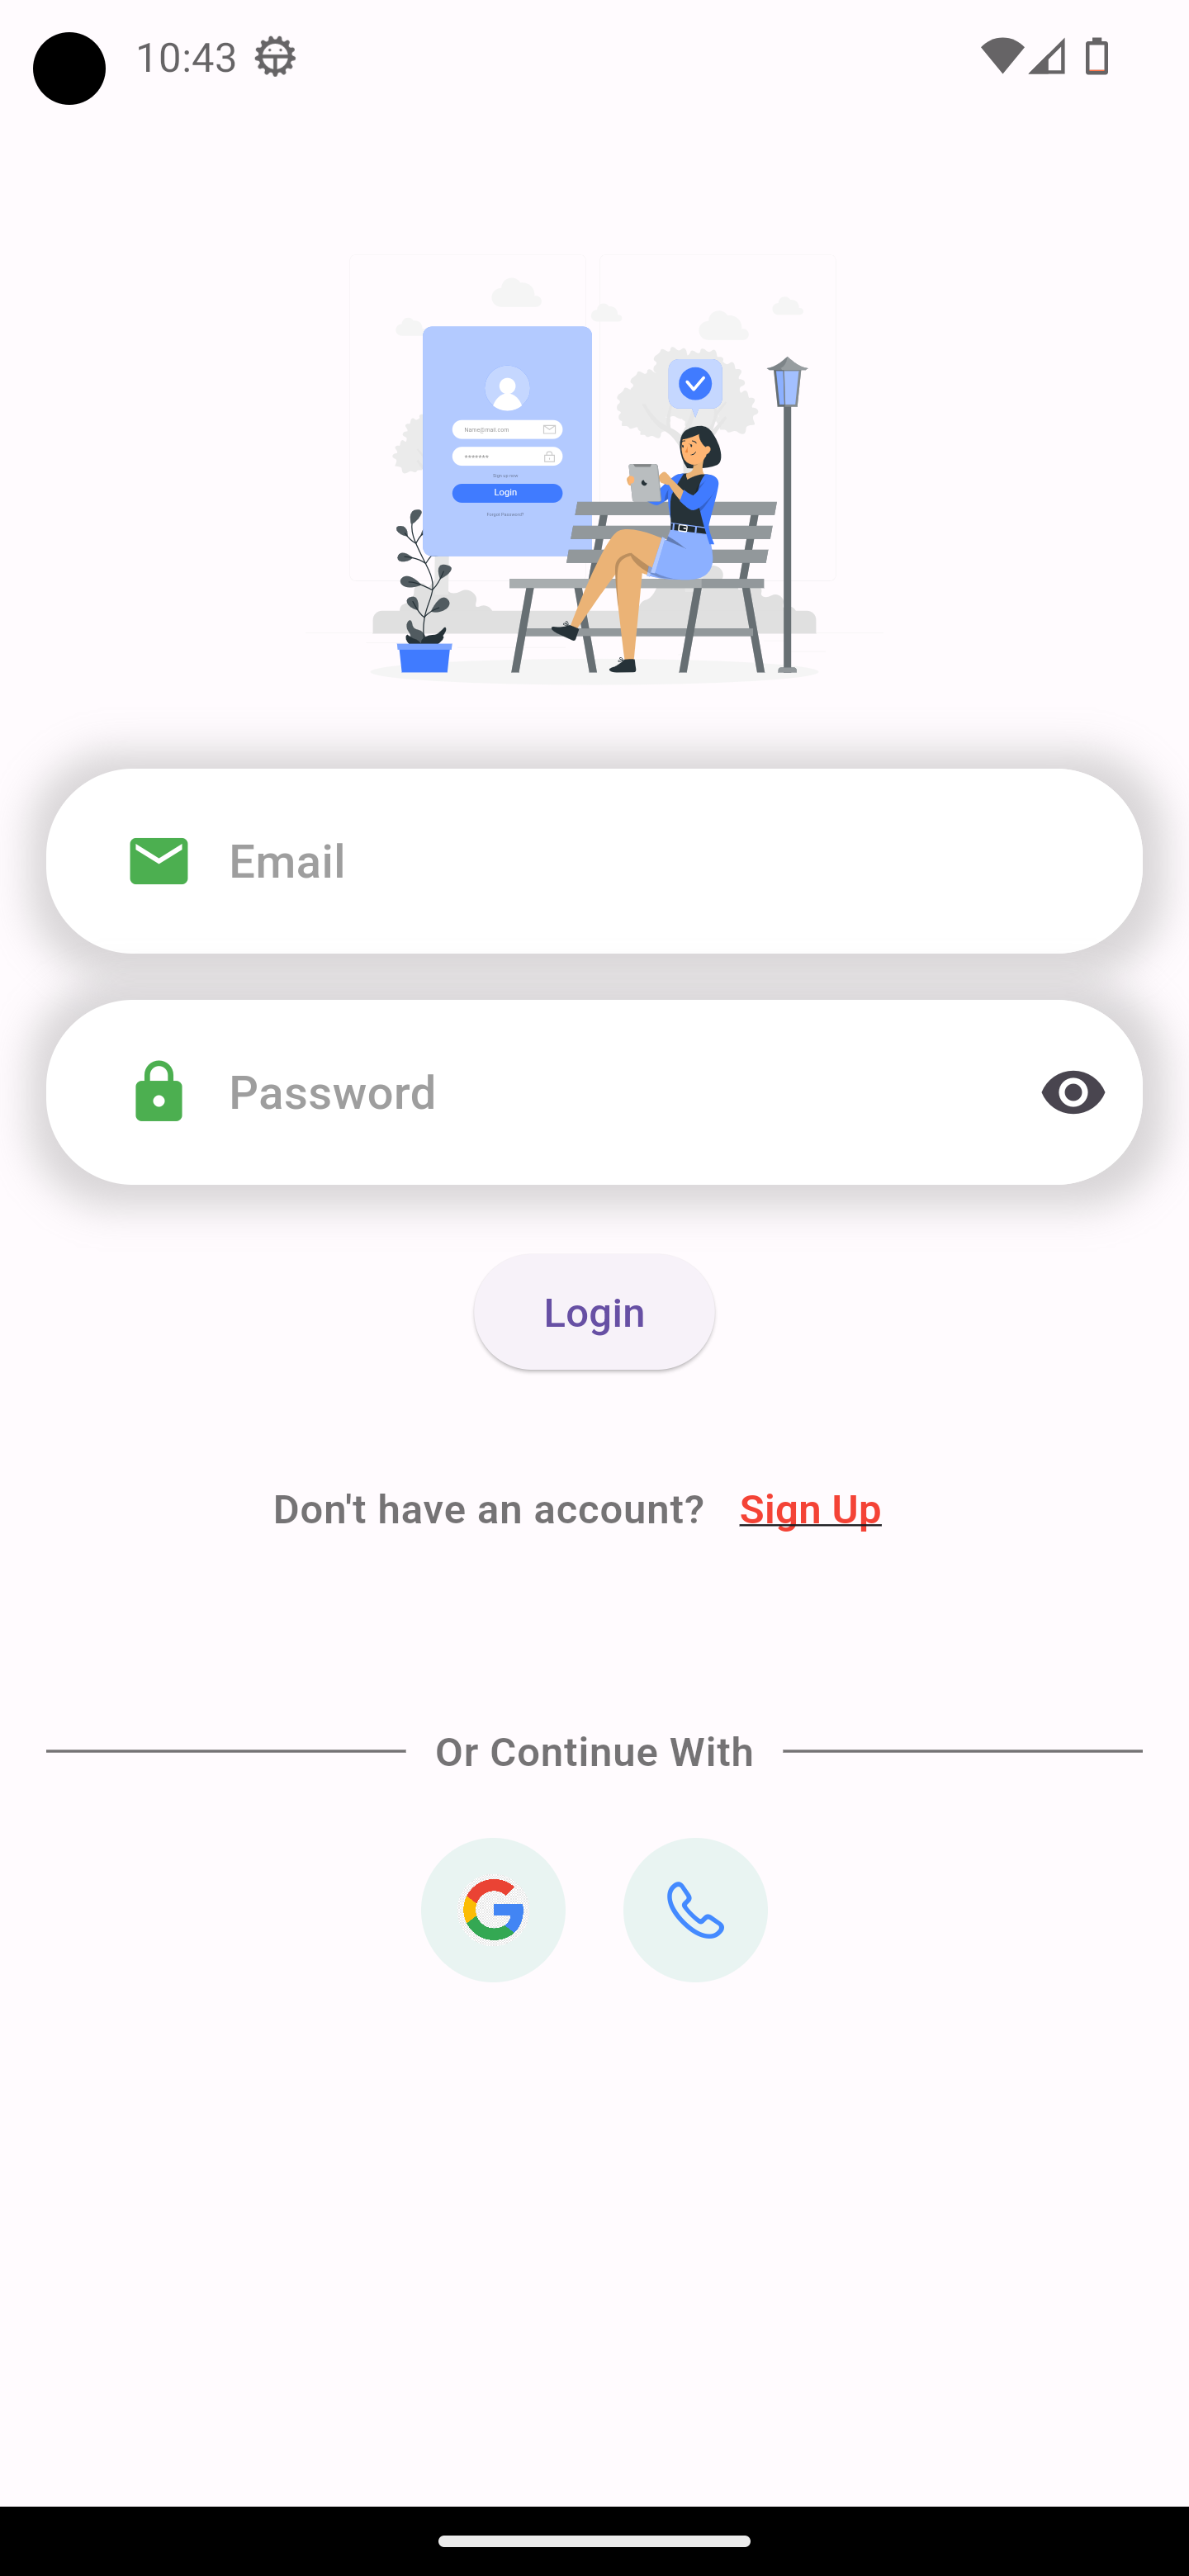 10:43
Name@mail.com
*******
Sign up now
Login
Forgot Password?
Email
Password
Login
Don't have an account? Sign Up
Or Continue With